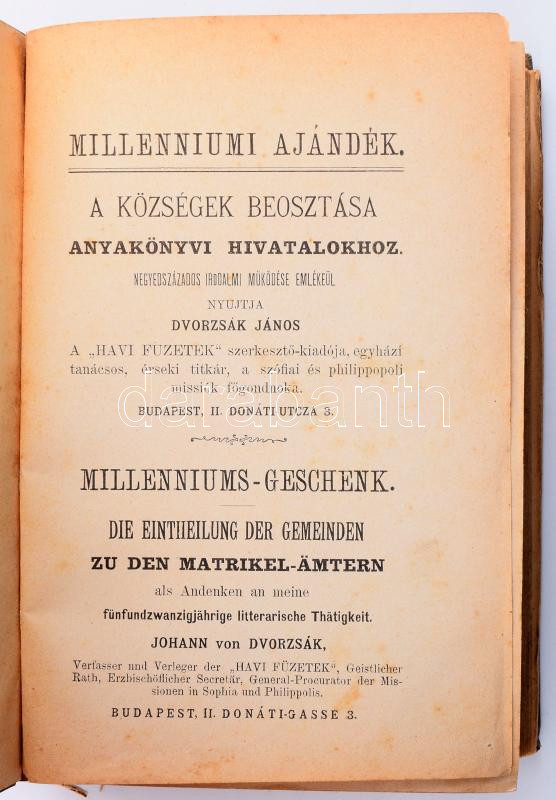 MILLENNIUMI AJÁNDÉK.
A KÖZSÉGEK BEOSZTÁSA
ANYAKÖNYVI HIVATALOKHOZ.
NEGYEDSZÁZADOS IRODALMI MŰKÖDÉSE EMLÉKEÜL
NYUJTJA
DVORZSÁK JÁNOS
A „HAVI FÜZETEK“ szerkesztő-kiadója, egyházi
tanácsos, érseki titkár, a szófiai és philippopoli
missiók főgondnoka.
BUDAPEST, II. DONÁTI-UTCZA 3.
darabanth
MILLENNIUMS-GESCHENK.
DIE EINTHEILUNG DER GEMEINDEN
ZU DEN MATRIKEL-ÄMTERN
als Andenken an meine
fünfundzwanzigjährige litterarische Thätigkeit.
JOHANN von DVORZSÁK,
Verfasser und Verleger der „HAVI FÜZETEK“, Geistlicher
Rath, Erzbischöflicher Secretär, General-Procurator der Mis-
sionen in Sophia und Philippolis.
BUDAPEST, II. DONÁTI-GASSE 3.